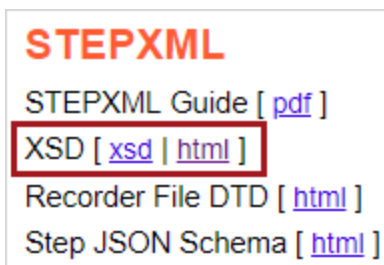 STEPXML
STEPXML Guide [ pdf ]
XSD [ xsd | html ]
Recorder File DTD [ html ]
Step JSON Schema [ html ]